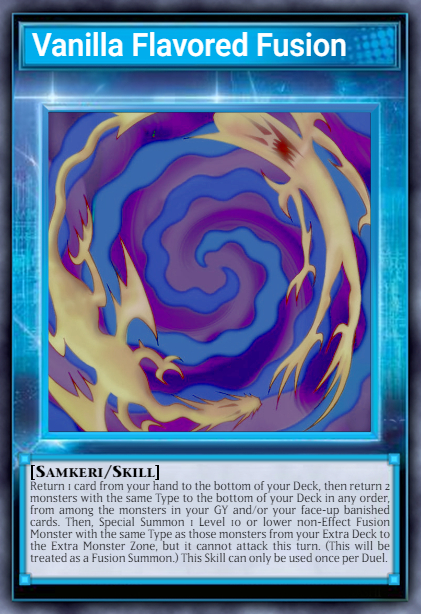 Vanilla Flavored Fusion
[Samkeri/Skill]
Return 1 card from your hand to the bottom of your Deck, then return 2
monsters with the same Type to the bottom of your Deck in any order,
from among the monsters in your GY and/or your face-up banished
cards. Then, Special Summon 1 Level 10 or lower non-Effect Fusion
Monster with the same Type as those monsters from your Extra Deck to
the Extra Monster Zone, but it cannot attack this turn. (This will be
treated as a Fusion Summon.) This Skill can only be used once per Duel.